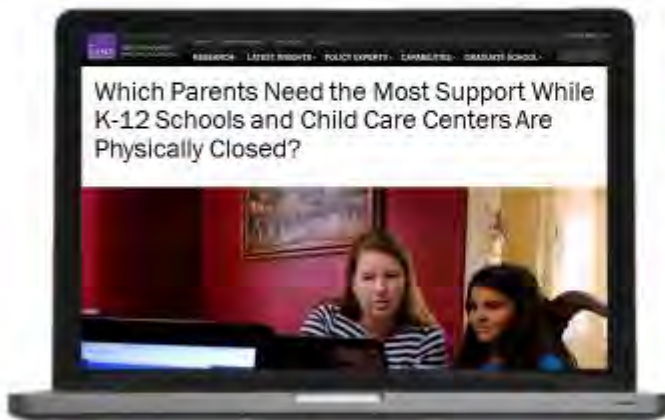 RAND
RESEARCH LATEST INSIGHTS POLICY EXPERTS CAPABILITIES GRADUATE SCHOOL
Which Parents Need the Most Support While
K-12 Schools and Child Care Centers Are
Physically Closed?